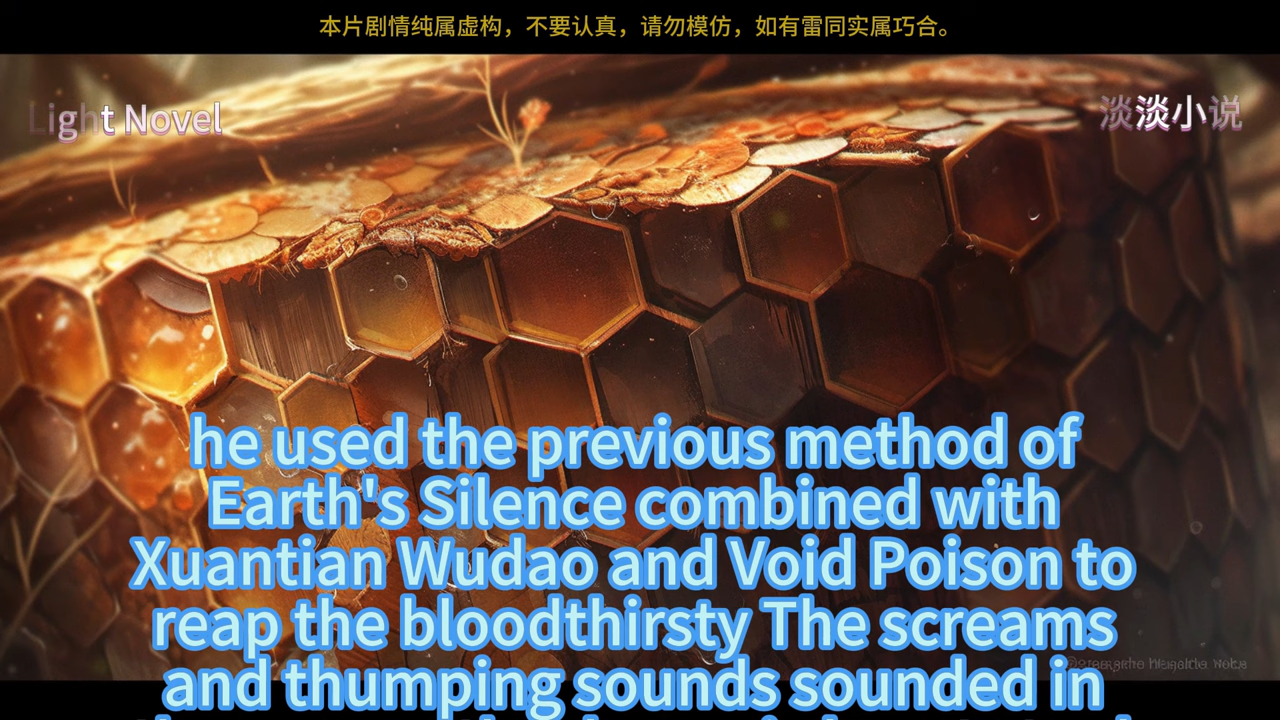 本片剧情纯属虚构，不要认真，请勿模仿，如有雷同实属巧合。
Light Novel
淡淡小说
he used the previous method of
Earth's Silence combined with
Xuantian Wudao and Void Poison to
reap the bloodthirsty The screams
and thumping sounds sounded in